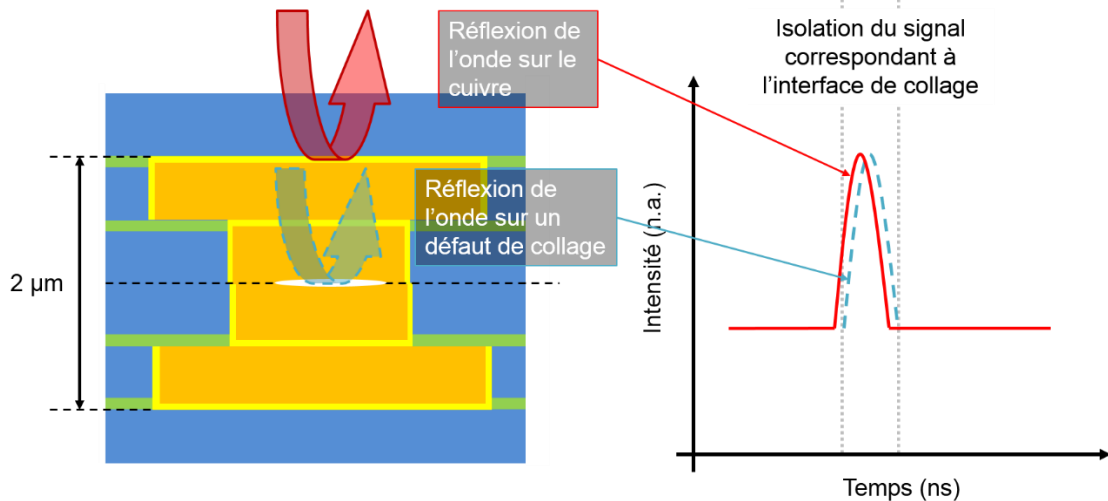 Réflexion de
l'onde sur le
cuivre
Isolation du signal
correspondant à
l'interface de collage
Réflexion de
l'onde sur un
défaut de collage
2 µm
Intensité (n.a.)
Temps (ns)